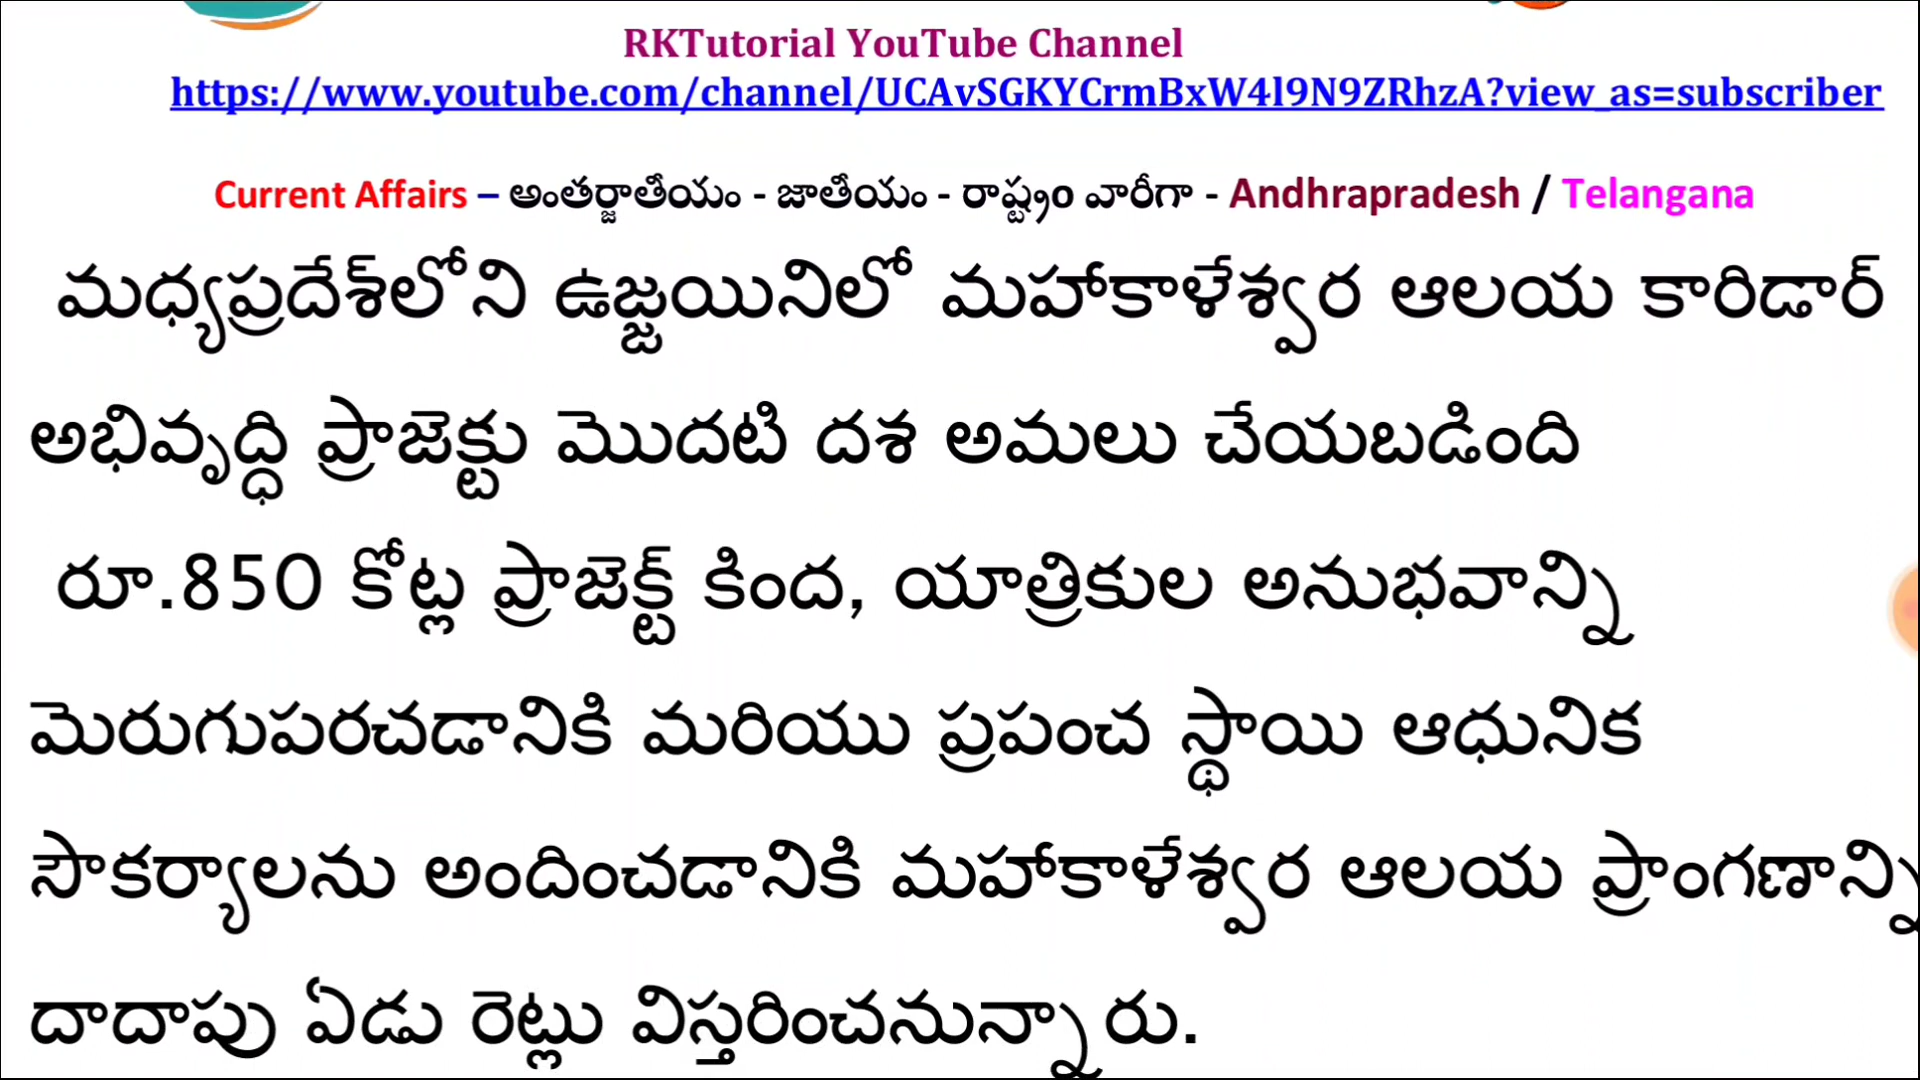 RKTutorial YouTube Channel
https://www.youtube.com/channel/UCAvSGKYCrmBxW4l9N9ZRhzA?view_as=subscriber
Current Affairs – అంతర్జాతీయం - జాతీయం - రాష్ట్రం వారీగా - Andhrapradesh / Telangana
మధ్యప్రదేశ్‌లోని ఉజ్జయినిలో మహాకాళేశ్వర ఆలయ కారిడార్
అభివృద్ధి ప్రాజెక్టు మొదటి దశ అమలు చేయబడింది
రూ.850 కోట్ల ప్రాజెక్ట్ కింద, యాత్రికుల అనుభవాన్ని
మెరుగుపరచడానికి మరియు ప్రపంచ స్థాయి ఆధునిక
సౌకర్యాలను అందించడానికి మహాకాళేశ్వర ఆలయ ప్రాంగణాన్ని
దాదాపు ఏడు రెట్లు విస్తరించనున్నారు.